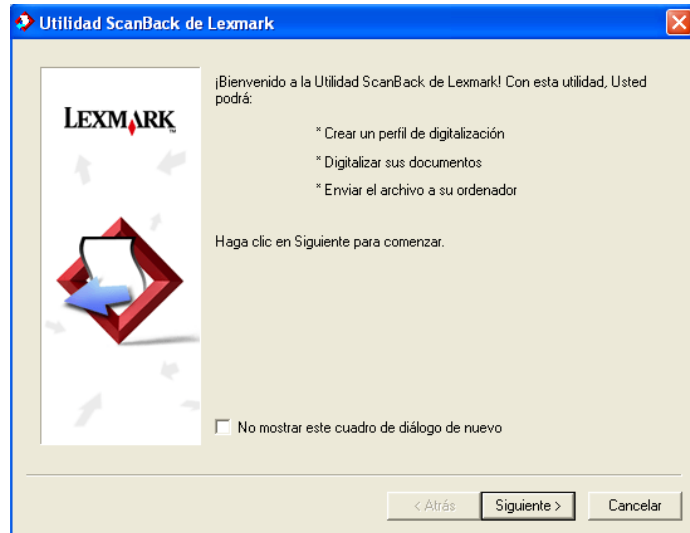 Utilidad ScanBack de Lexmark
LEXMARK™
¡Bienvenido a la Utilidad ScanBack de Lexmark! Con esta utilidad, Usted
podrá:
* Crear un perfil de digitalización
* Digitalizar sus documentos
* Enviar el archivo a su ordenador
Haga clic en Siguiente para comenzar.
No mostrar este cuadro de diálogo de nuevo
< Atrás
Siguiente >
Cancelar